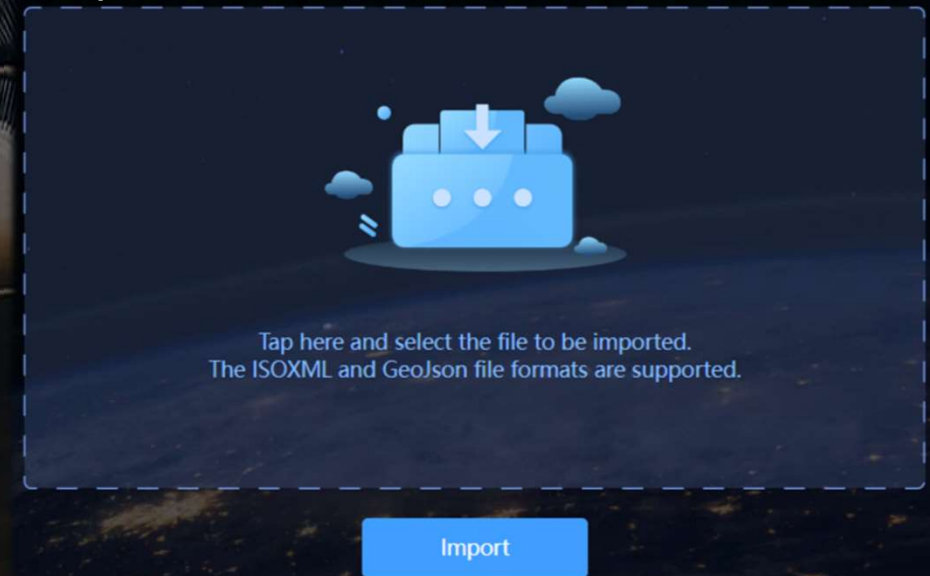 Tap here and select the file to be imported.
The ISOXML and GeoJson file formats are supported.
Import